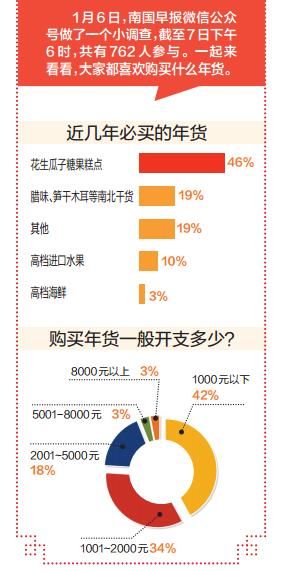 1月6日，南国早报微信公众
号做了一个小调查，截至7日下午
6时，共有762人参与。一起来
看看，大家都喜欢购买什么年货。
近几年必买的年货
花生瓜子糖果糕点 46%
腊味、笋干木耳等南北干货 19%
其他 19%
高档进口水果 10%
高档海鲜 3%
购买年货一般开支多少？
8000元以上 3%
1000元以下
42%
5001~8000元 3%
2001~5000元
18%
1001~2000元34%